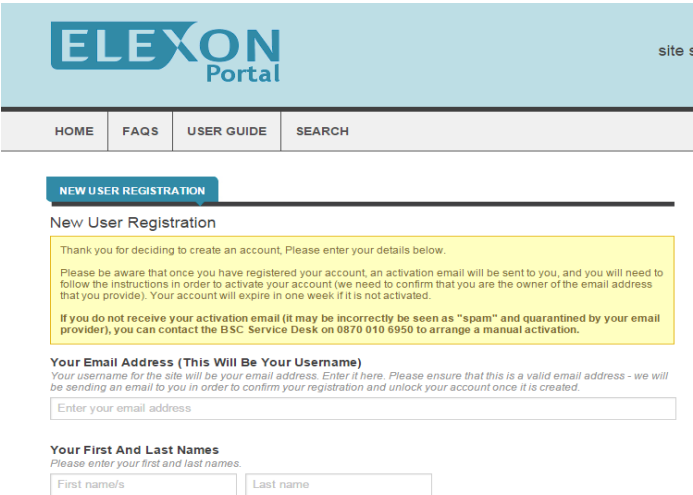 ELEXON
Portal
site s
HOME
FAQS
USER GUIDE
SEARCH
NEW USER REGISTRATION
New User Registration
Thank you for deciding to create an account, Please enter your details below.
Please be aware that once you have registered your account, an activation email will be sent to you, and you will need to
follow the instructions in order to activate your account (we need to confirm that you are the owner of the email address
that you provide). Your account will expire in one week if it is not activated.
If you do not receive your activation email (it may be incorrectly be seen as "spam" and quarantined by your email
provider), you can contact the BSC Service Desk on 0870 010 6950 to arrange a manual activation.
Your Email Address (This Will Be Your Username)
Your username for the site will be your email address. Enter it here. Please ensure that this is a valid email address - we will
be sending an email to you in order to confirm your registration and unlock your account once it is created.
Enter your email address
Your First And Last Names
Please enter your first and last names.
First name/s
Last name